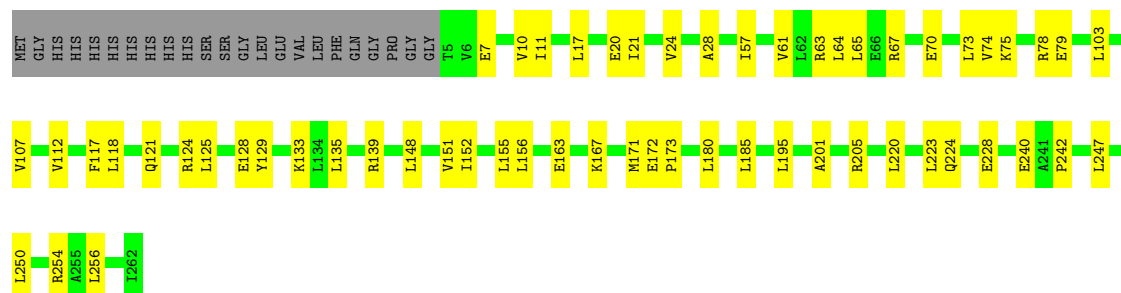 MET GLY HIS HIS HIS HIS HIS HIS HIS HIS SER SER GLY LEU GLU VAL LEU PHE GLN GLY PRO GLY GLY T5 V6 E7 V10 I11 L17 E20 I21 V24 A28 I57 V61 L62 R63 L64 L65 E66 R67 E70 L73 V74 K75 R78 E79 L103
V107 V112 F117 L118 Q121 R124 L125 E128 Y129 K133 L134 L135 R139 L148 V151 I152 L155 L156 E163 K167 M171 E172 P173 L180 L185 L195 A201 R205 L220 L223 Q224 E228 E240 A241 P242 L247
L250 R254 A255 L256 I262